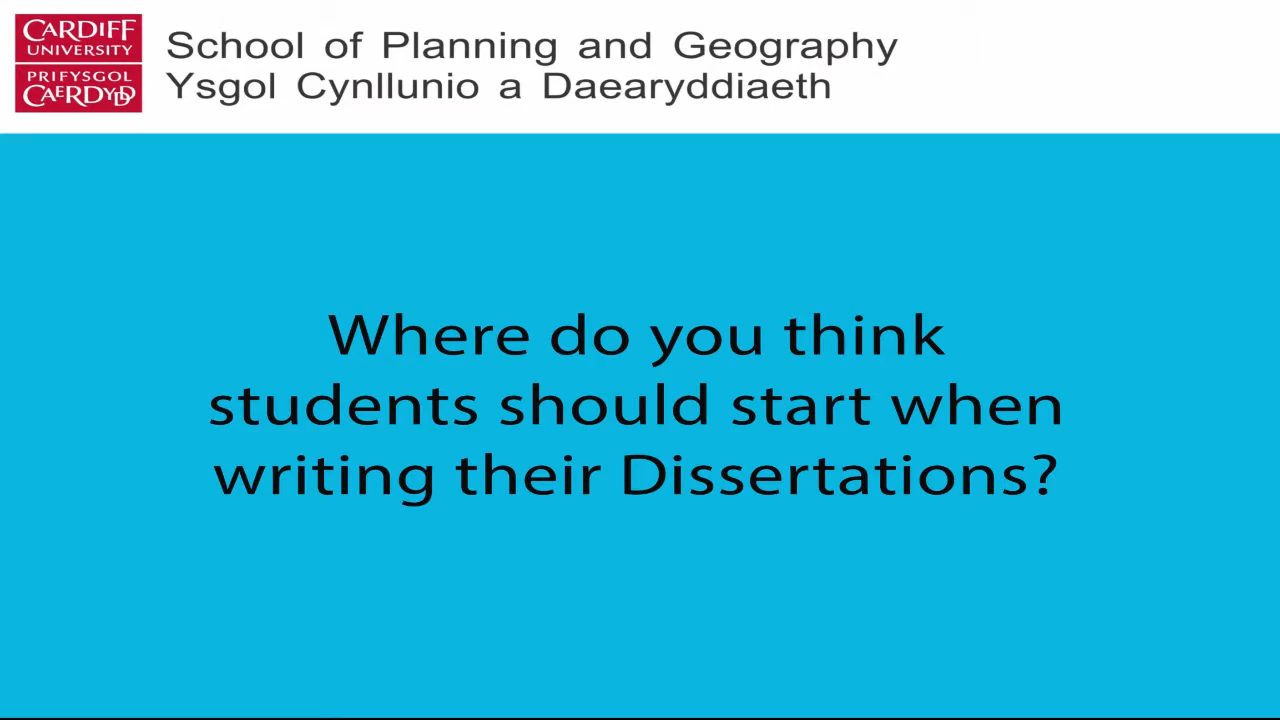 CARDIFF
UNIVERSITY
PRIFYSGOL
CAERDYDD
School of Planning and Geography
Ysgol Cynllunio a Daearyddiaeth
Where do you think
students should start when
writing their Dissertations?